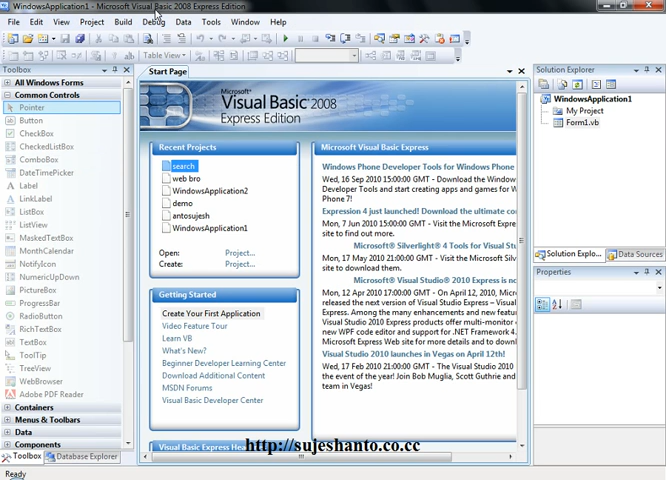 WindowsApplication1 - Microsoft Visual Basic 2008 Express Edition
File Edit View Project Build Debug Data Tools Window Help
Table View
Toolbox
All Windows Forms
Common Controls
Pointer
Button
CheckBox
CheckedListBox
ComboBox
DateTimePicker
Label
LinkLabel
ListBox
ListView
MaskedTextBox
MonthCalendar
NotifyIcon
NumericUpDown
PictureBox
ProgressBar
RadioButton
RichTextBox
TextBox
ToolTip
TreeView
WebBrowser
Adobe PDF Reader
Containers
Menus & Toolbars
Data
Components
Toolbox Database Explorer
Start Page
Microsoft
Visual Basic 2008
Express Edition
Recent Projects
search
web bro
WindowsApplication2
demo
antosujesh
WindowsApplication1
Open: Project...
Create: Project...
Getting Started
Create Your First Application
Video Feature Tour
Learn VB
What's New?
Beginner Developer Learning Center
Download Additional Content
MSDN Forums
Visual Basic Developer Center
Visual Basic Express Hea
Microsoft Visual Basic Express
Windows Phone Developer Tools for Windows Phone
Wed, 16 Sep 2010 15:00:00 GMT - Download the Window
Developer Tools and start creating apps and games for W
Phone 7!
Expression 4 just launched! Download the ultimate co
Mon, 7 Jun 2010 15:00:00 GMT - Visit the Microsoft Expre
site to find out more.
Microsoft® Silverlight® 4 Tools for Visual Stu
Mon, 17 May 2010 21:00:00 GMT - Visit the Microsoft Silve
site to download them.
Microsoft® Visual Studio® 2010 Express is no
Mon, 12 Apr 2010 17:00:00 GMT - On April 12, 2010, Micros
released the next version of Visual Studio Express –
Express. Among the many enhancements and new featur
Express 2010 products offer multi-monitor
new WPF code editor and support for .NET Framework 4.
from Microsoft to find out more details and to downl
Visual Studio 2010 launches in Vegas on April 12th!
Wed, 17 Feb 2010 21:00:00 GMT - The
the event of the year! Join Bob Muglia, Scott Guthrie and
team in Vegas!
Solution Explorer
WindowsApplication1
My Project
Form1.vb
Solution Explo... Data Sources
Properties
http://sujeshanto.co.cc
Ready